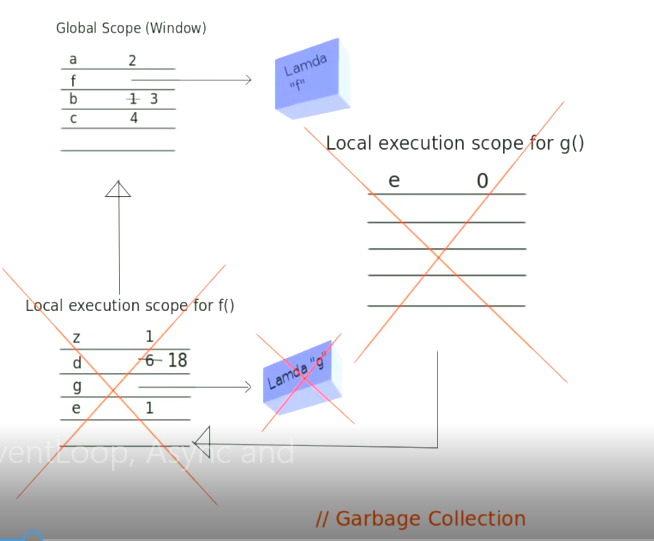 Global Scope (Window)
a 2
f
b 1 3
c 4
Lamda
"f"
Local execution scope for g()
e 0
Local execution scope for f()
z 1
d 6 18
g
e 1
Lamda "g"
ventLoop, Async and
// Garbage Collection